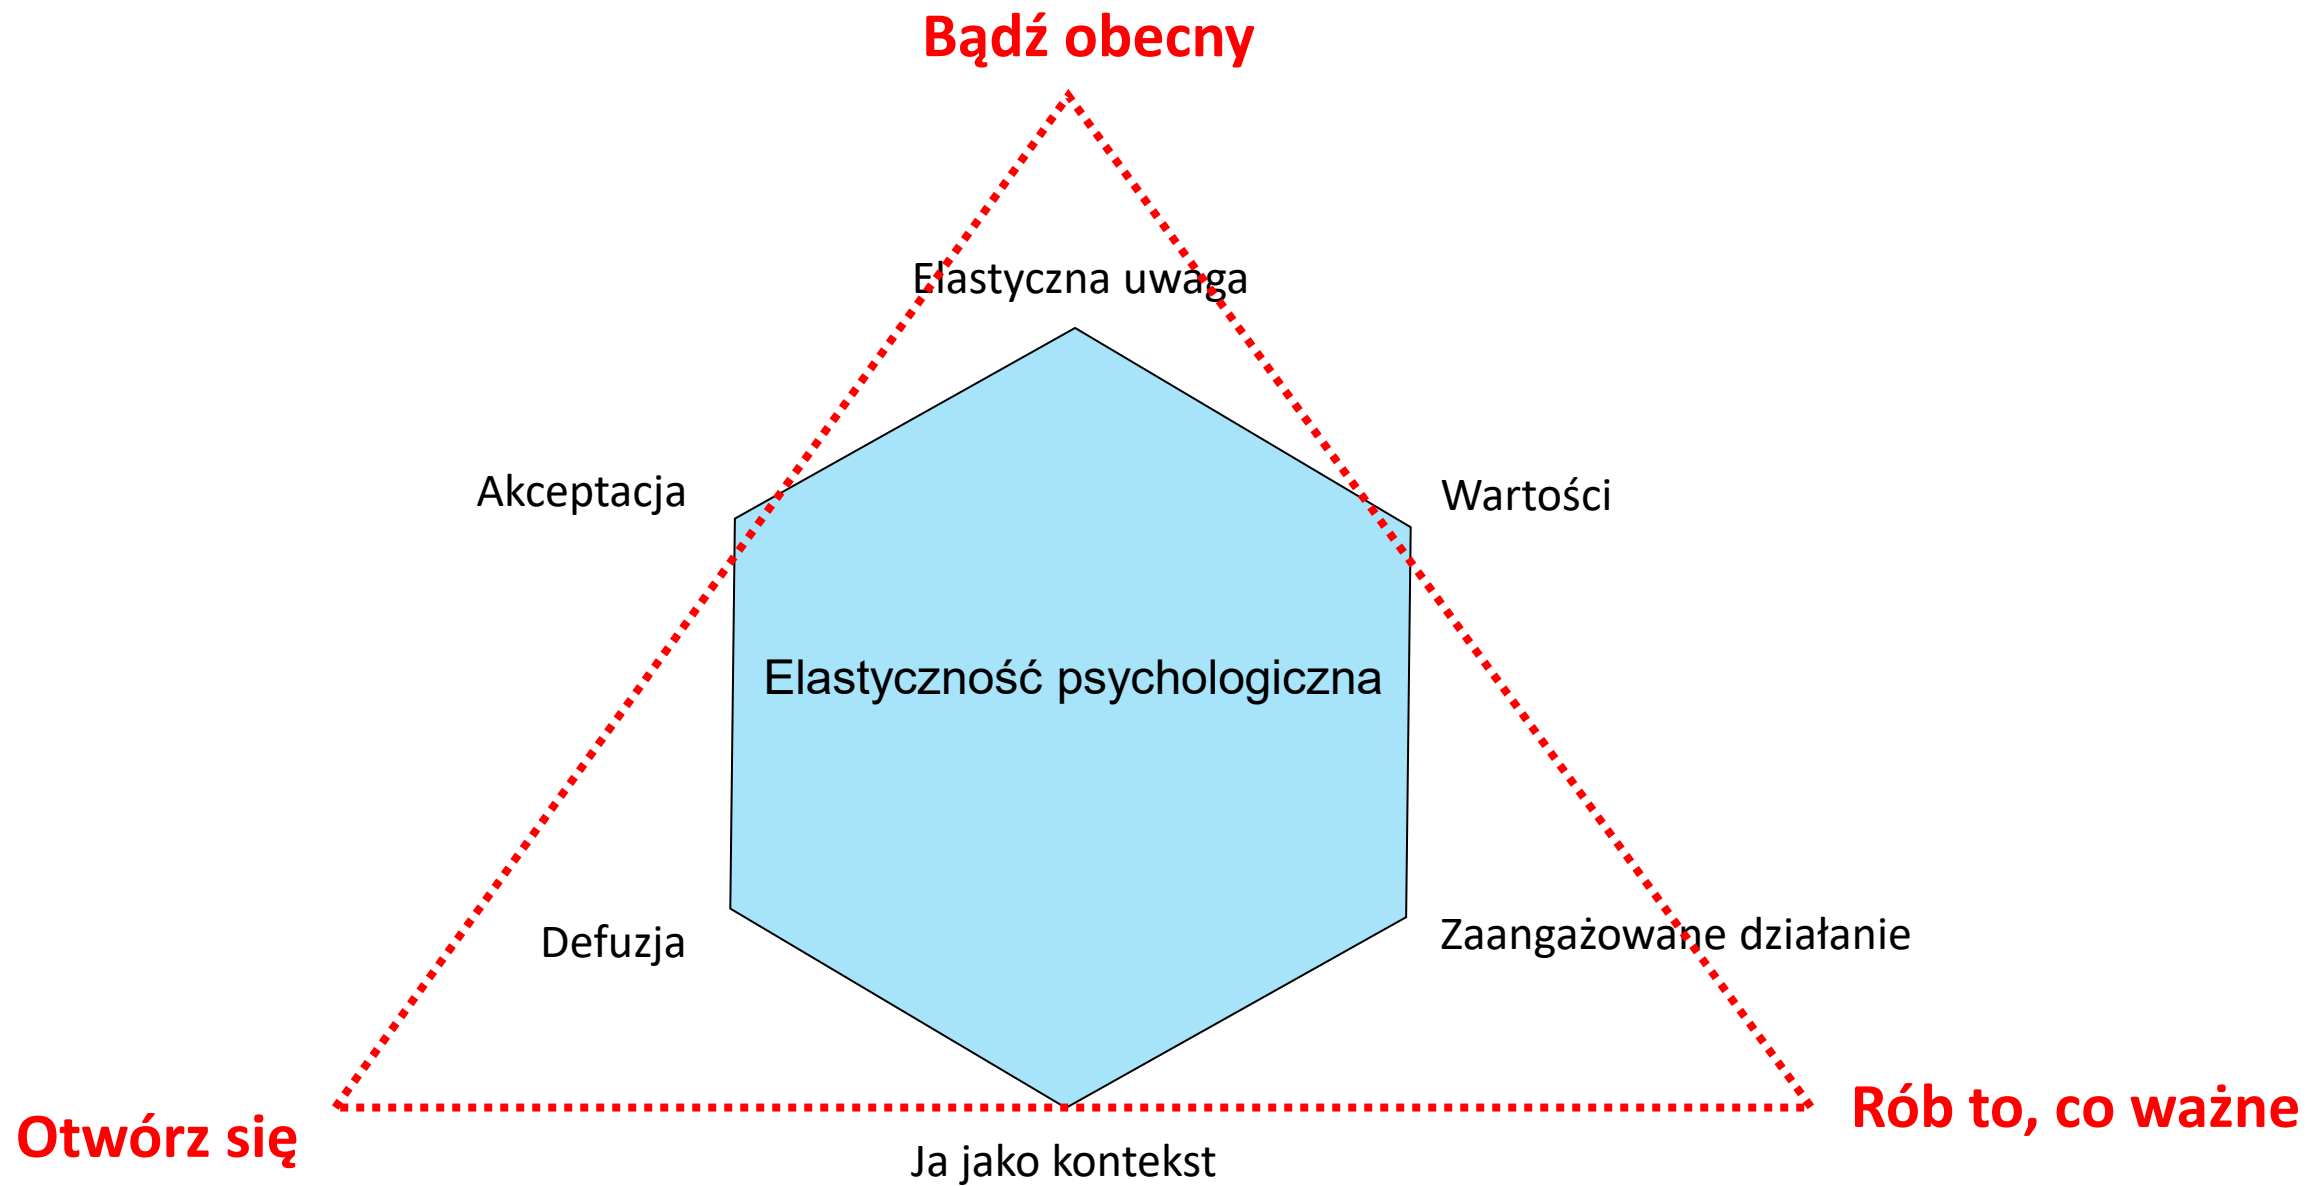 Bądź obecny
Elastyczna uwaga
Akceptacja
Wartości
Elastyczność psychologiczna
Defuzja
Zaangażowane działanie
Otwórz się
Rób to, co ważne
Ja jako kontekst